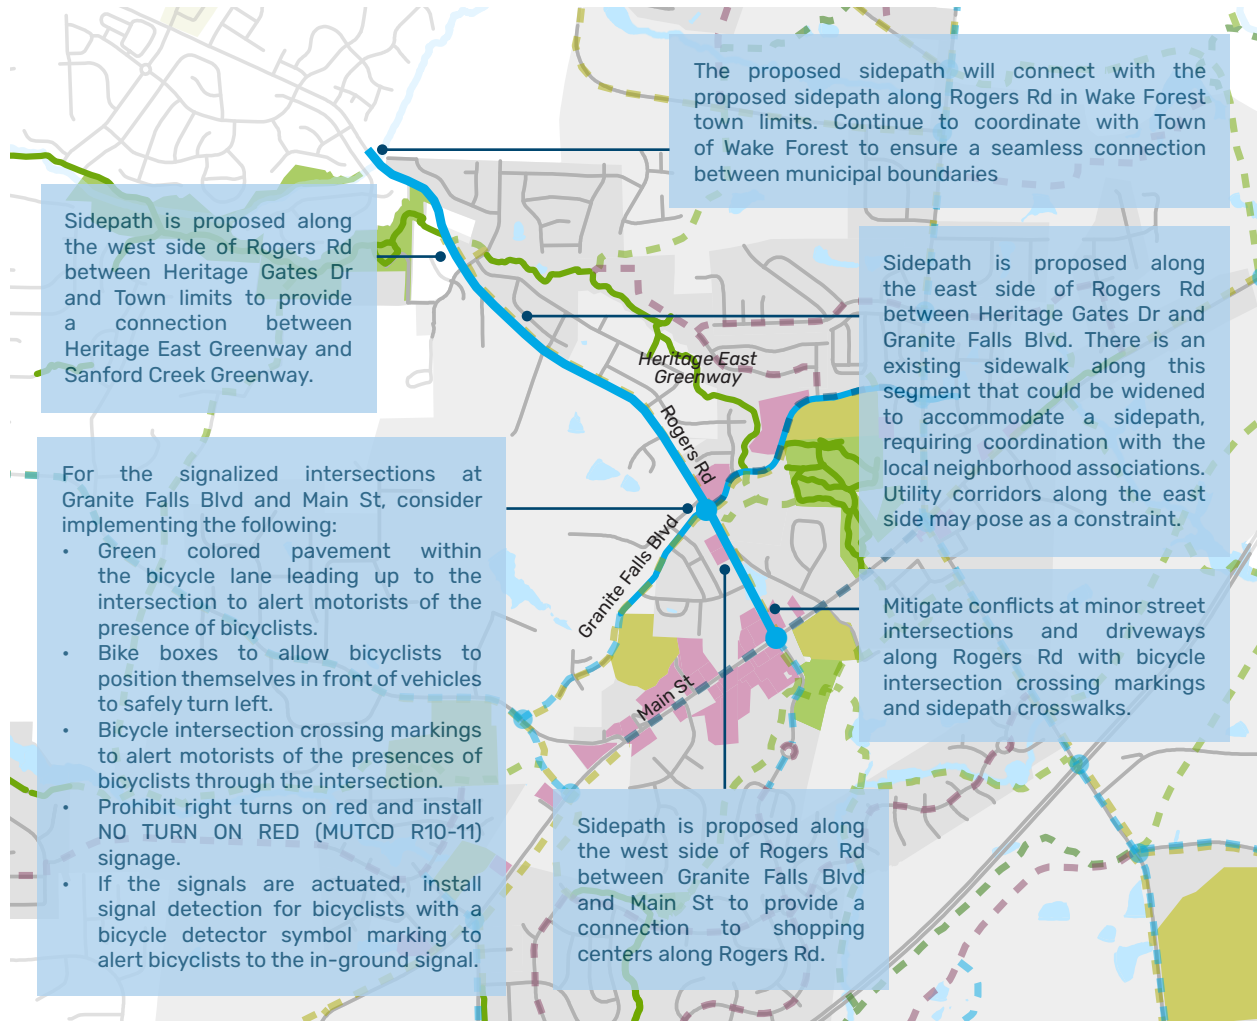 The proposed sidepath will connect with the
proposed sidepath along Rogers Rd in Wake Forest
town limits. Continue to coordinate with Town
of Wake Forest to ensure a seamless connection
between municipal boundaries
Sidepath is proposed along
the west side of Rogers Rd
between Heritage Gates Dr
and Town limits to provide
a connection between
Heritage East Greenway and
Sanford Creek Greenway.
Sidepath is proposed along
the east side of Rogers Rd
between Heritage Gates Dr and
Granite Falls Blvd. There is an
existing sidewalk along this
segment that could be widened
to accommodate a sidepath,
requiring coordination with the
local neighborhood associations.
Utility corridors along the east
side may pose as a constraint.
Heritage East
Greenway
Rogers Rd
Granite Falls Blvd
Main St
For the signalized intersections at
Granite Falls Blvd and Main St, consider
implementing the following:
• Green colored pavement within
the bicycle lane leading up to the
intersection to alert motorists of the
presence of bicyclists.
• Bike boxes to allow bicyclists to
position themselves in front of vehicles
to safely turn left.
• Bicycle intersection crossing markings
to alert motorists of the presences of
bicyclists through the intersection.
• Prohibit right turns on red and install
NO TURN ON RED (MUTCD R10-11)
signage.
• If the signals are actuated, install
signal detection for bicyclists with a
bicycle detector symbol marking to
alert bicyclists to the in-ground signal.
Mitigate conflicts at minor street
intersections and driveways
along Rogers Rd with bicycle
intersection crossing markings
and sidepath crosswalks.
Sidepath is proposed along
the west side of Rogers Rd
between Granite Falls Blvd
and Main St to provide a
connection to shopping
centers along Rogers Rd.